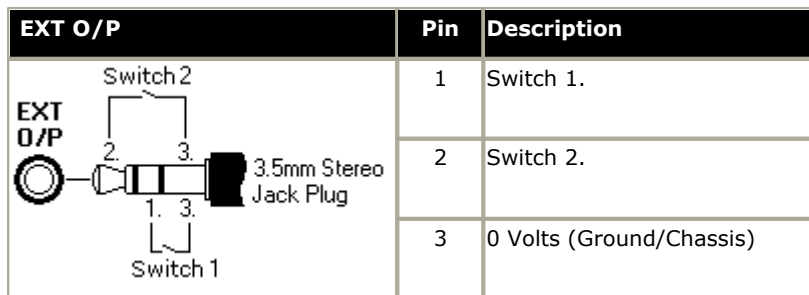 EXT O/P Pin Description
Switch 2
EXT
O/P
2. 3.
3.5mm Stereo
Jack Plug
1. 3.
Switch 1
1 Switch 1.
2 Switch 2.
3 0 Volts (Ground/Chassis)